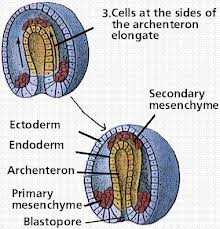 3.Cells at the sides of
the archenteron
elongate
Secondary
mesenchyme
Ectoderm
Endoderm
Archenteron
Primary
mesenchyme
Blastopore